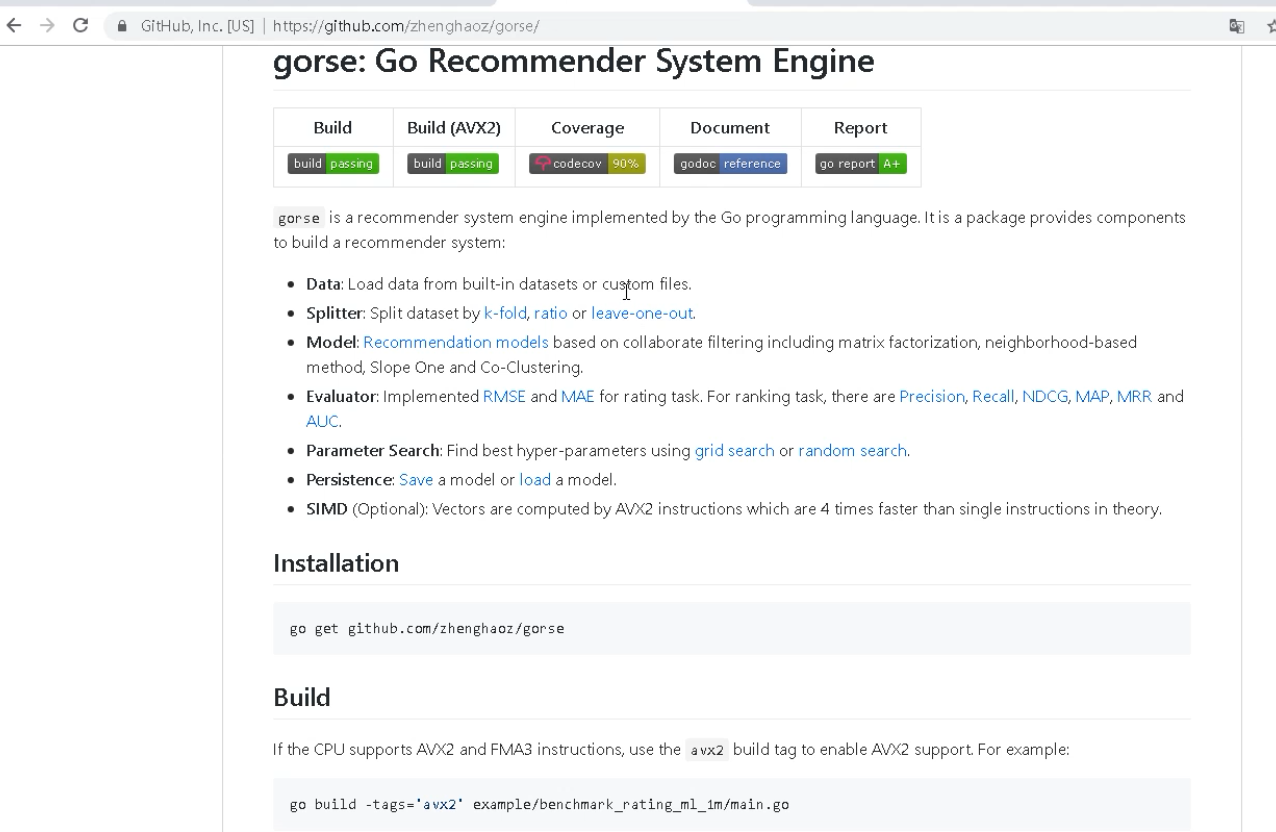 GitHub, Inc. [US] | https://github.com/zhenghaoz/gorse/
gorse: Go Recommender System Engine
Build Build (AVX2) Coverage Document Report
build passing build passing codecov 90% godoc reference go report A+
gorse is a recommender system engine implemented by the Go programming language. It is a package provides components
to build a recommender system:
Data: Load data from built-in datasets or custom files.
Splitter: Split dataset by k-fold, ratio or leave-one-out.
Model: Recommendation models based on collaborate filtering including matrix factorization, neighborhood-based
method, Slope One and Co-Clustering.
Evaluator: Implemented RMSE and MAE for rating task. For ranking task, there are Precision, Recall, NDCG, MAP, MRR and
AUC.
Parameter Search: Find best hyper-parameters using grid search or random search.
Persistence: Save a model or load a model.
SIMD (Optional): Vectors are computed by AVX2 instructions which are 4 times faster than single instructions in theory.
Installation
go get github.com/zhenghaoz/gorse
Build
If the CPU supports AVX2 and FMA3 instructions, use the avx2 build tag to enable AVX2 support. For example:
go build -tags='avx2' example/benchmark_rating_ml_1m/main.go